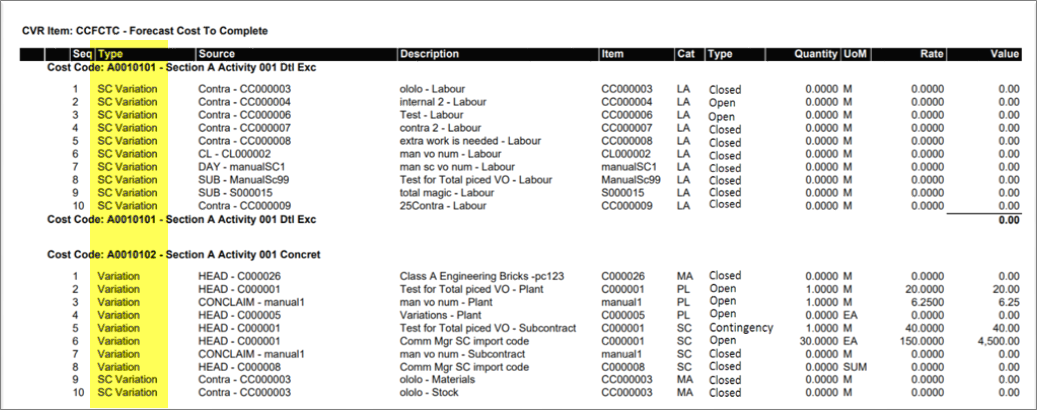 CVR Item: CCFCTC - Forecast Cost To Complete
Seq Type Source Description Item Cat Type Quantity UoM Rate Value
Cost Code: A0010101 - Section A Activity 001 Dtl Exc
1 SC Variation Contra - CC000003 ololo - Labour CC000003 LA Closed 0.0000 M 0.0000 0.00
2 SC Variation Contra - CC000004 internal 2 - Labour CC000004 LA Open 0.0000 M 0.0000 0.00
3 SC Variation Contra - CC000006 Test - Labour CC000006 LA Open 0.0000 M 0.0000 0.00
4 SC Variation Contra - CC000007 contra 2 - Labour CC000007 LA Closed 0.0000 M 0.0000 0.00
5 SC Variation Contra - CC000008 extra work is needed - Labour CC000008 LA Closed 0.0000 M 0.0000 0.00
6 SC Variation CL - CL000002 man vo num - Labour CL000002 LA Closed 0.0000 M 0.0000 0.00
7 SC Variation DAY - manualSC1 man sc vo num - Labour manualSC1 LA Closed 0.0000 M 0.0000 0.00
8 SC Variation SUB - ManualSc99 Test for Total piced VO - Labour ManualSc99 LA Closed 0.0000 M 0.0000 0.00
9 SC Variation SUB - S000015 total magic - Labour S000015 LA Closed 0.0000 M 0.0000 0.00
10 SC Variation Contra - CC000009 25Contra - Labour CC000009 LA Closed 0.0000 M 0.0000 0.00
Cost Code: A0010101 - Section A Activity 001 Dtl Exc 0.00
Cost Code: A0010102 - Section A Activity 001 Concret
1 Variation HEAD - C000026 Class A Engineering Bricks -pc123 C000026 MA Closed 0.0000 M 0.0000 0.00
2 Variation HEAD - C000001 Test for Total piced VO - Plant C000001 PL Open 1.0000 M 20.0000 20.00
3 Variation CONCLAIM - manual1 man vo num - Plant manual1 PL Open 1.0000 M 6.2500 6.25
4 Variation HEAD - C000005 Variations - Plant C000005 PL Open 0.0000 EA 0.0000 0.00
5 Variation HEAD - C000001 Test for Total piced VO - Subcontract C000001 SC Contingency 1.0000 M 40.0000 40.00
6 Variation HEAD - C000001 Comm Mgr SC import code C000001 SC Open 30.0000 EA 150.0000 4,500.00
7 Variation CONCLAIM - manual1 man vo num - Subcontract manual1 SC Closed 0.0000 M 0.0000 0.00
8 Variation HEAD - C000008 Comm Mgr SC import code C000008 SC Closed 0.0000 SUM 0.0000 0.00
9 SC Variation Contra - CC000003 ololo - Materials CC000003 MA Closed 0.0000 M 0.0000 0.00
10 SC Variation Contra - CC000003 ololo - Stock CC000003 MA Closed 0.0000 M 0.0000 0.00